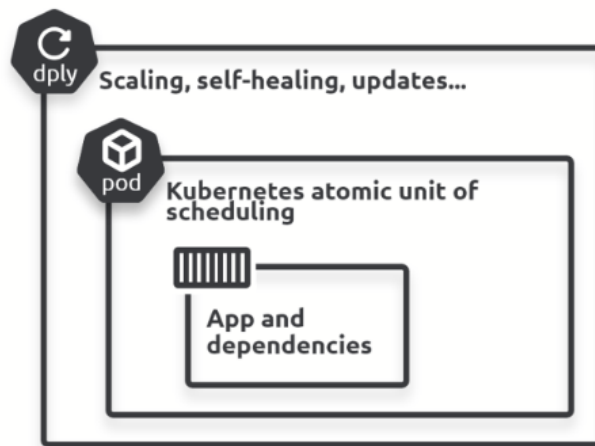 dply
Scaling, self-healing, updates...
pod
Kubernetes atomic unit of
scheduling
App and
dependencies